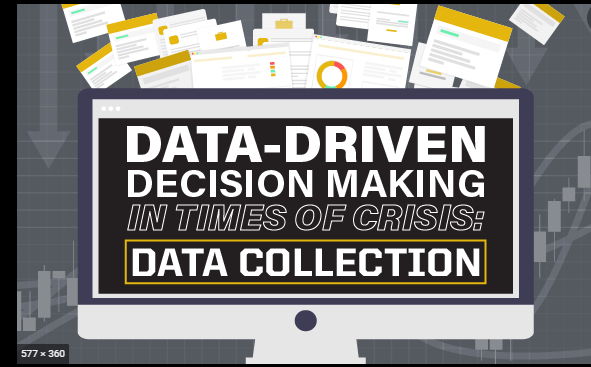 DATA-DRIVEN
DECISION MAKING
IN TIMES OF CRISIS:
DATA COLLECTION
577 × 360